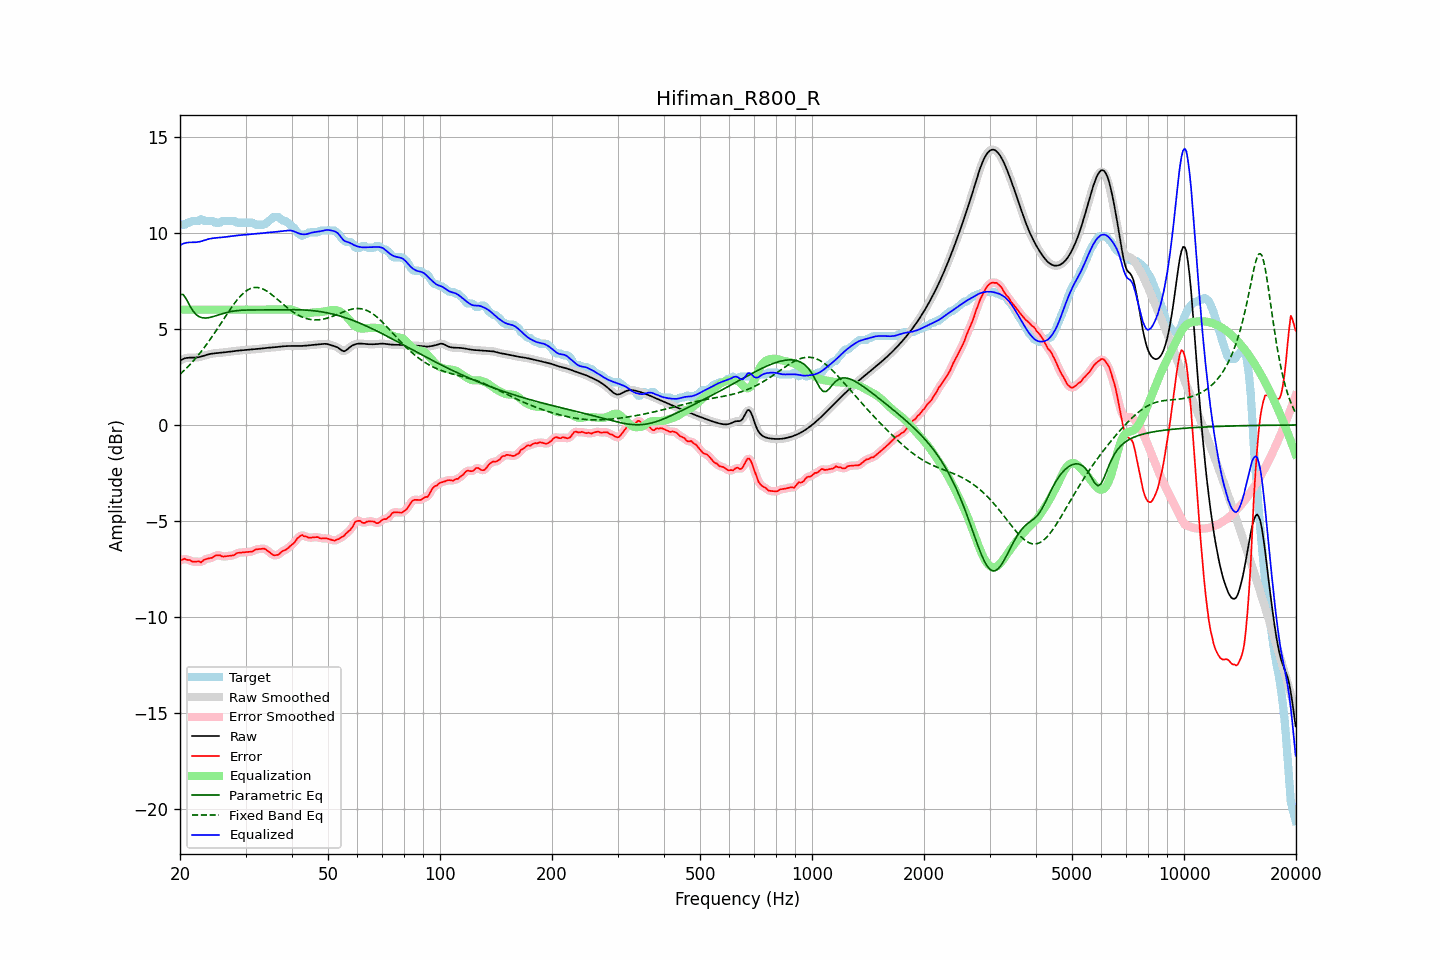 Hifiman_R800_R
Amplitude (dBr)
15
10
5
0
−5
−10
−15
−20
Target
Raw Smoothed
Error Smoothed
Raw
Error
Equalization
Parametric Eq
Fixed Band Eq
Equalized
20 50 100 200 500 1000 2000 5000 10000 20000
Frequency (Hz)